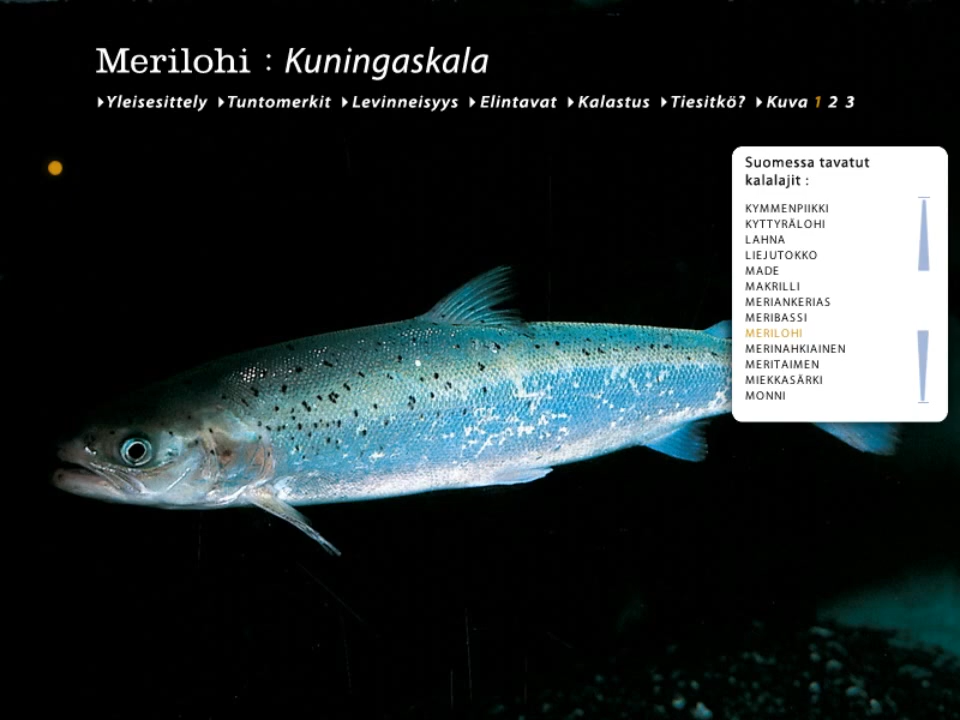 Merilohi : Kuningaskala
Yleisesittely Tuntomerkit Levinneisyys Elintavat Kalastus Tiesitkö? Kuva 1 2 3
Suomessa tavatut
kalalajit :
KYMMENPIIKKI
KYTTYRÄLOHI
LAHNA
LIEJUTOKKO
MADE
MAKRILLI
MERIANKERIAS
MERIBASSI
MERILOHI
MERINAHKIAINEN
MERITAIMEN
MIEKKASÄRKI
MONNI